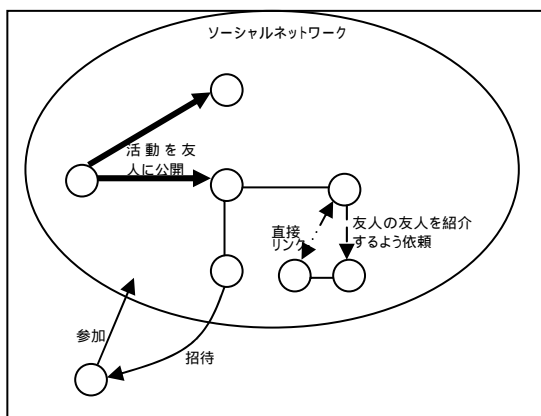 ソーシャルネットワーク
活動を友
人に公開
直接
リンク
友人の友人を紹介
するよう依頼
参加
招待